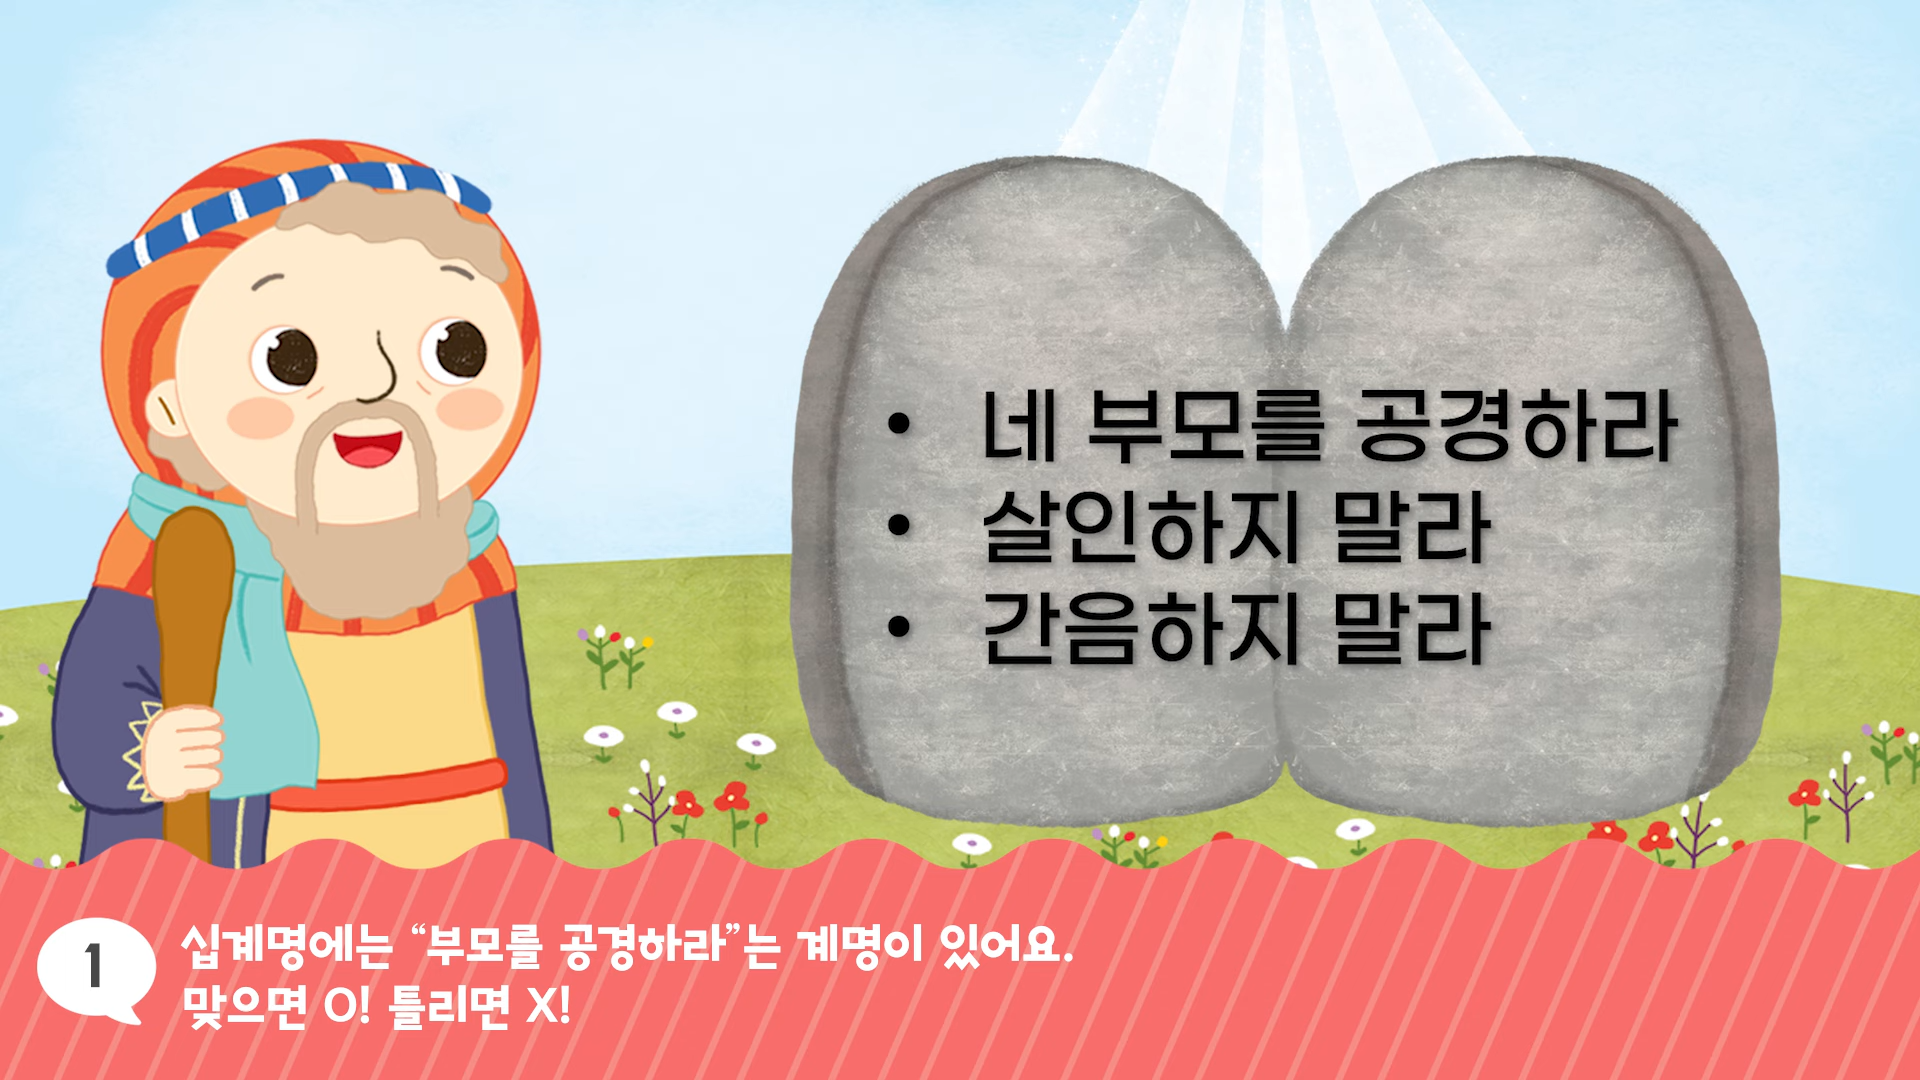 • 네 부모를 공경하라
• 살인하지 말라
• 간음하지 말라
1
십계명에는 “부모를 공경하라”는 계명이 있어요.
맞으면 O! 틀리면 X!